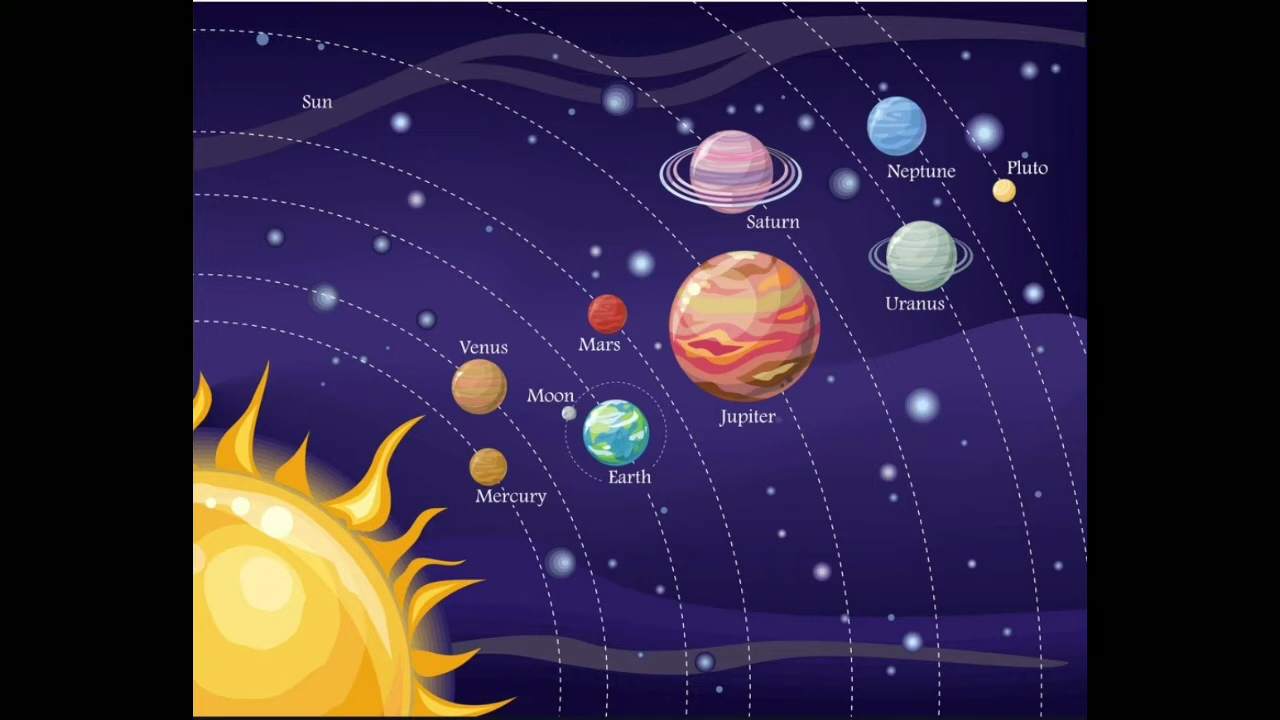 Sun
Neptune
Pluto
Saturn
Uranus
Mars
Venus
Moon
Jupiter
Earth
Mercury